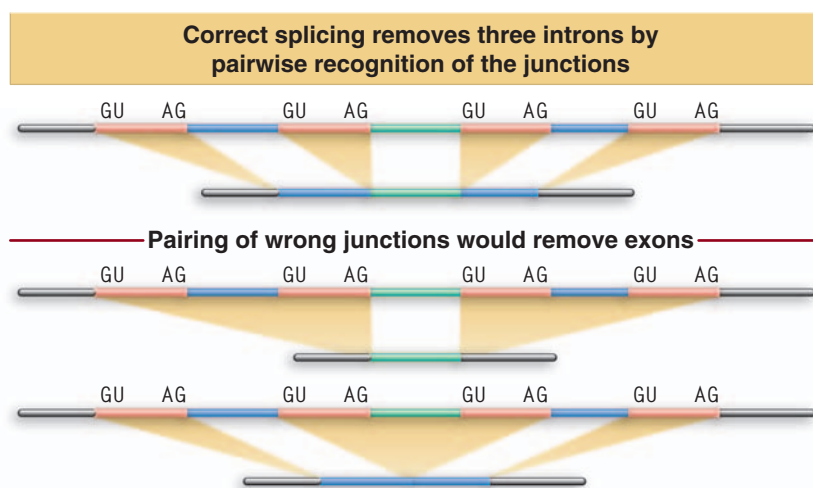 Correct splicing removes three introns by
pairwise recognition of the junctions
GU AG GU AG GU AG GU AG
Pairing of wrong junctions would remove exons
GU AG GU AG GU AG GU AG
GU AG GU AG GU AG GU AG